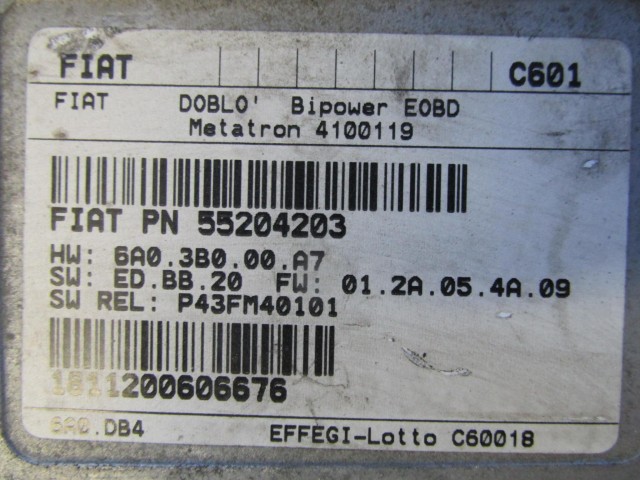 FIAT C601
FIAT DOBLO' Bipower EOBD
Metatron 4100119
FIAT PN 55204203
HW: 6A0.3B0.00.A7
SW: ED.BB.20 FW: 01.2A.05.4A.09
SW REL: P43FM40101
1811200606676
6A0.DB4 EFFEGI-Lotto C60018